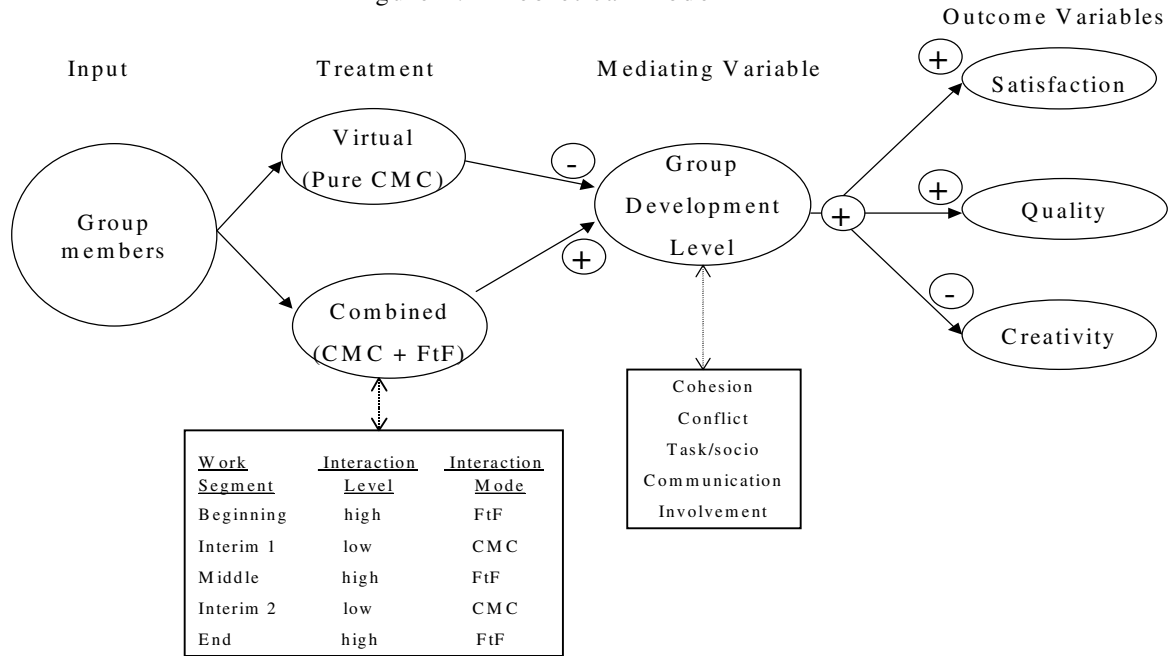 Outcome Variables
Input Treatment Mediating Variable
+
Satisfaction
Virtual
(Pure CMC)
-
Group
Development
Level
+
+
Quality
Group
members
+
-
Creativity
Combined
(CMC + FtF)
Cohesion
Conflict
Task/socio
Communication
Involvement
Work Interaction Interaction
Segment Level Mode
Beginning high FtF
Interim 1 low CMC
Middle high FtF
Interim 2 low CMC
End high FtF